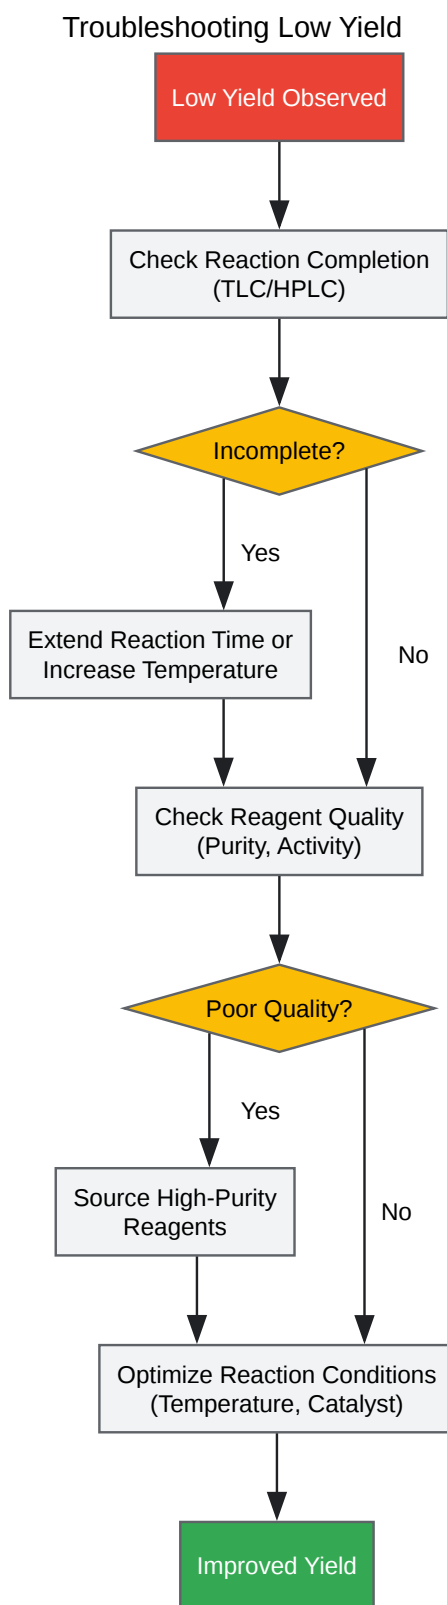 Troubleshooting Low Yield
Low Yield Observed
Check Reaction Completion
(TLC/HPLC)
Incomplete?
Yes
Extend Reaction Time or
Increase Temperature
No
Check Reagent Quality
(Purity, Activity)
Poor Quality?
Yes
Source High-Purity
Reagents
No
Optimize Reaction Conditions
(Temperature, Catalyst)
Improved Yield